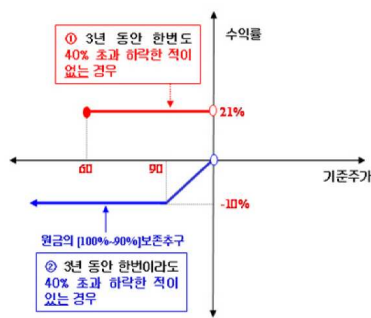 ① 3년 동안 한번도
40% 초과 하락한 적이
없는 경우
수익률
21%
60
90
기준주가
-10%
원금의 [100%~90%]보존추구
② 3년 동안 한번이라도
40% 초과 하락한 적이
있는 경우